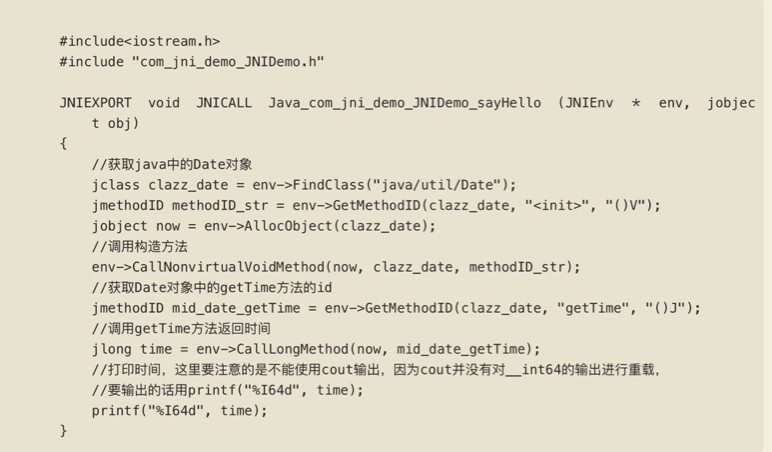 #include<iostream.h>
#include "com_jni_demo_JNIDemo.h"
JNIEXPORT void JNICALL Java_com_jni_demo_JNIDemo_sayHello (JNIEnv * env, jobjec
t obj)
{
//获取java中的Date对象
jclass clazz_date = env->FindClass("java/util/Date");
jmethodID methodID_str = env->GetMethodID(clazz_date, "<init>", "()V");
jobject now = env->AllocObject(clazz_date);
//调用构造方法
env->CallNonvirtualVoidMethod(now, clazz_date, methodID_str);
//获取Date对象中的getTime方法的id
jmethodID mid_date_getTime = env->GetMethodID(clazz_date, "getTime", "()J");
//调用getTime方法返回时间
jlong time = env->CallLongMethod(now, mid_date_getTime);
//打印时间，这里要注意的是不能使用cout输出，因为cout并没有对__int64的输出进行重载，
//要输出的话用printf("%I64d", time);
printf("%I64d", time);
}